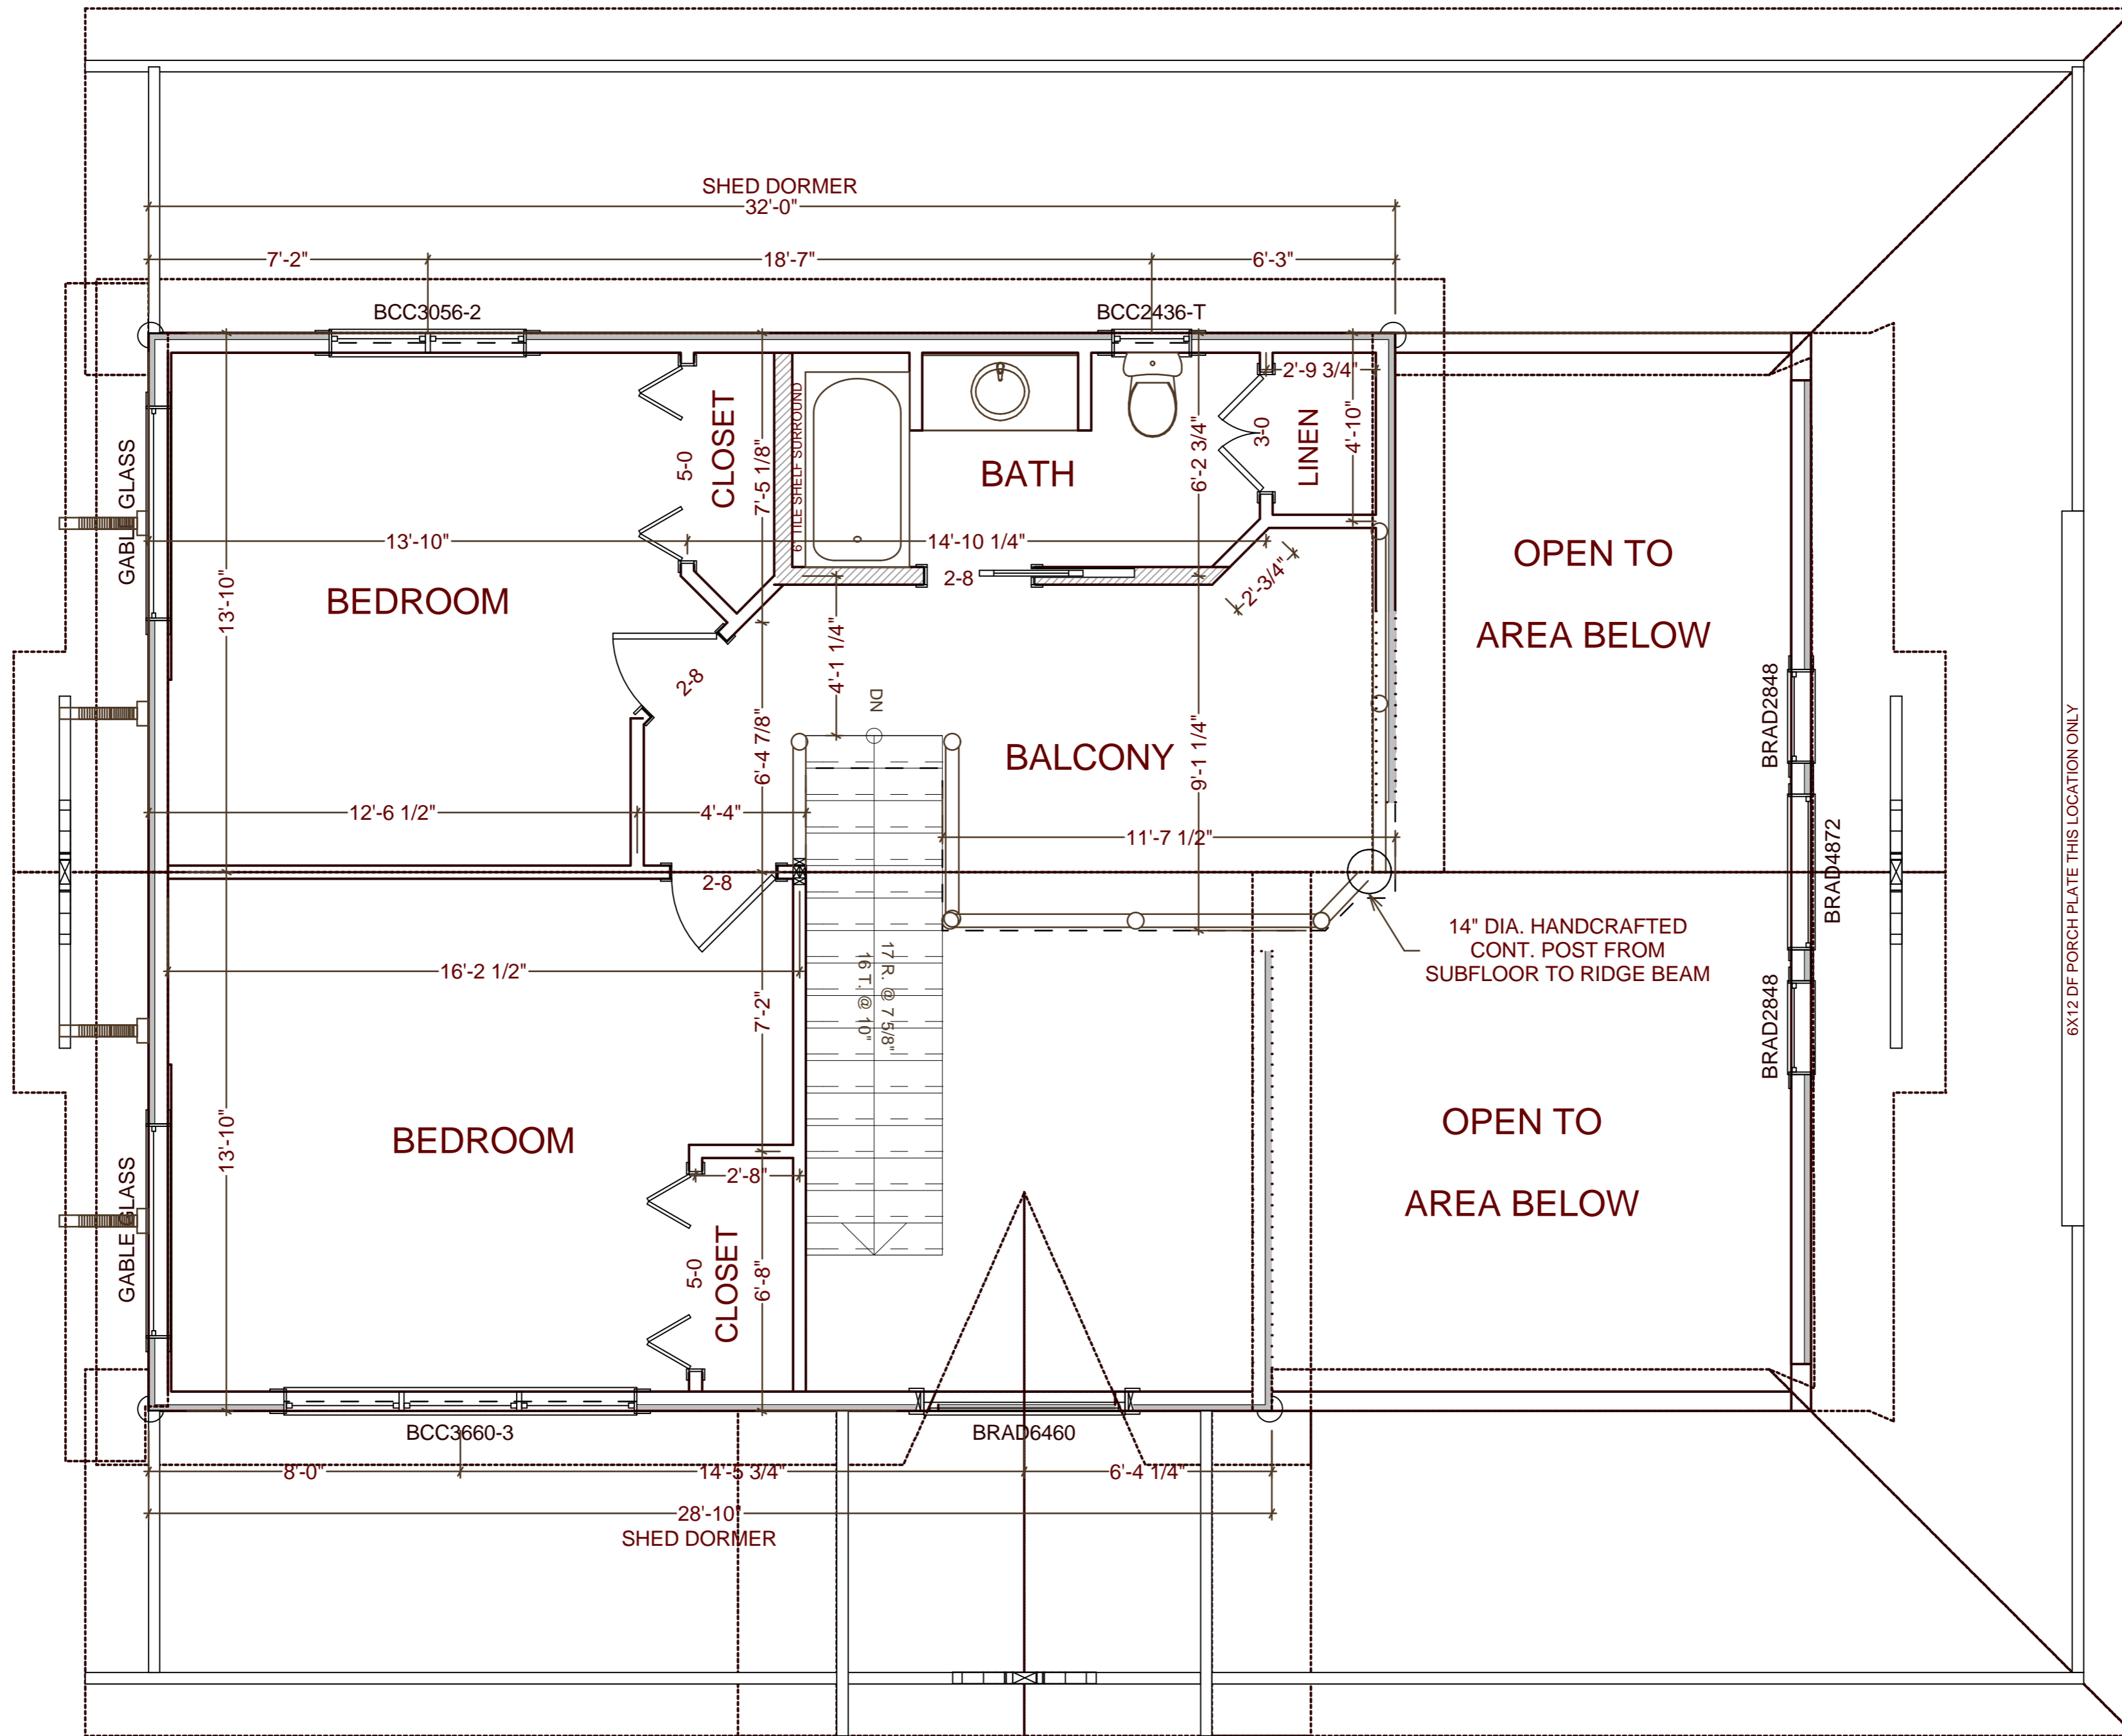 SHED DORMER
32'-0"
7'-2"
18'-7"
6'-3"
BCC3056-2
BCC2436-T
2'-9 3/4"
GABLE GLASS
CLOSET
5-0
7'-5 1/8"
6" TILE SHELF SURROUND
BATH
6'-2 3/4"
3-0
LINEN
4'-10"
13'-10"
14'-10 1/4"
OPEN TO
AREA BELOW
BEDROOM
13'-10"
2-8
2'-3/4"
2-8
4'-1 1/4"
DN
6'-4 7/8"
BALCONY
9'-1 1/4"
BRAD2848
6X12 DF PORCH PLATE THIS LOCATION ONLY
12'-6 1/2"
4'-4"
11'-7 1/2"
BRAD4872
2-8
14" DIA. HANDCRAFTED
CONT. POST FROM
SUBFLOOR TO RIDGE BEAM
16'-2 1/2"
7'-2"
17 R. @ 7 5/8"
16 T. @ 10"
BRAD2848
13'-10"
BEDROOM
OPEN TO
AREA BELOW
2'-8"
GABLE GLASS
5-0
CLOSET
6'-8"
BCC3660-3
BRAD6460
8'-0"
14'-5 3/4"
6'-4 1/4"
28'-10"
SHED DORMER